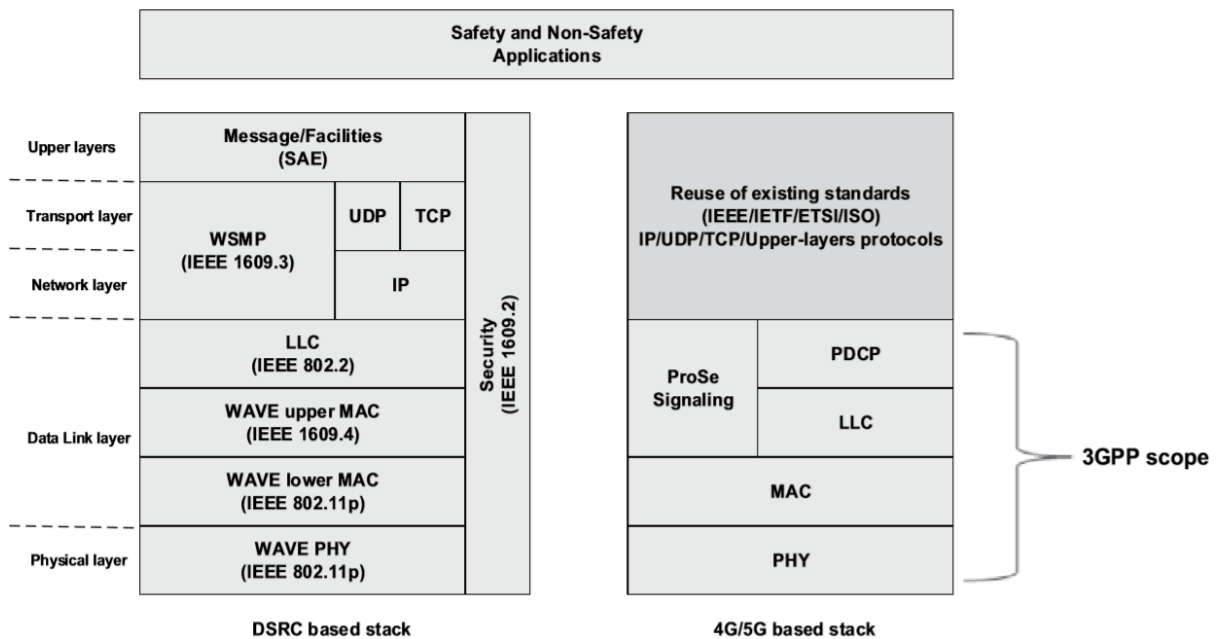 Safety and Non-Safety
Applications
Upper layers
Message/Facilities
(SAE)
Transport layer
WSMP
(IEEE 1609.3)
UDP
TCP
Network layer
IP
Data Link layer
LLC
(IEEE 802.2)
WAVE upper MAC
(IEEE 1609.4)
WAVE lower MAC
(IEEE 802.11p)
Physical layer
WAVE PHY
(IEEE 802.11p)
Security
(IEEE 1609.2)
DSRC based stack
Reuse of existing standards
(IEEE/IETF/ETSI/ISO)
IP/UDP/TCP/Upper-layers protocols
ProSe
Signaling
PDCP
LLC
MAC
PHY
3GPP scope
4G/5G based stack